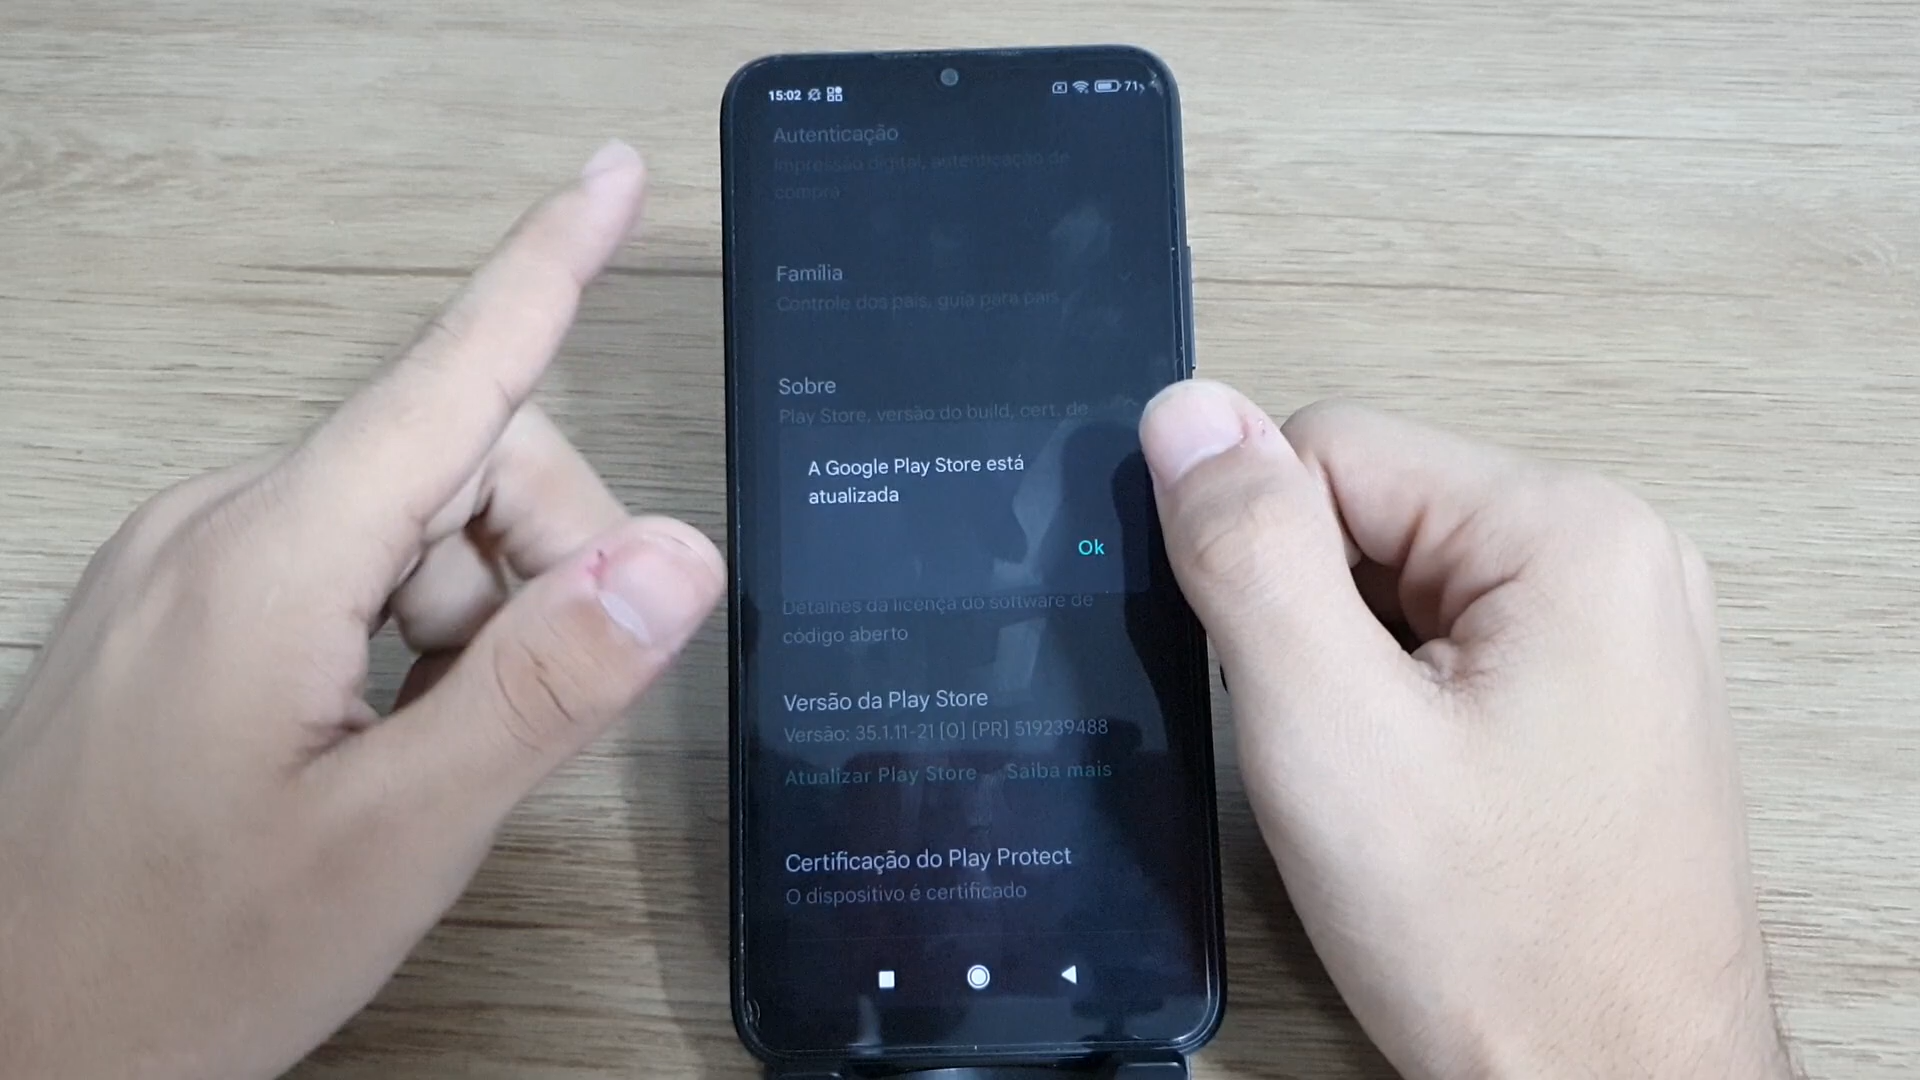 15:02
71
Autenticação
Impressão digital, autenticação de
compra
Família
Controle dos pais, guia para pais
Sobre
Play Store, versão do build, cert. de
A Google Play Store está
atualizada
Ok
Detalhes da licença do software de
código aberto
Versão da Play Store
Versão: 35.1.11-21 [0] [PR] 519239488
Atualizar Play Store Saiba mais
Certificação do Play Protect
O dispositivo é certificado